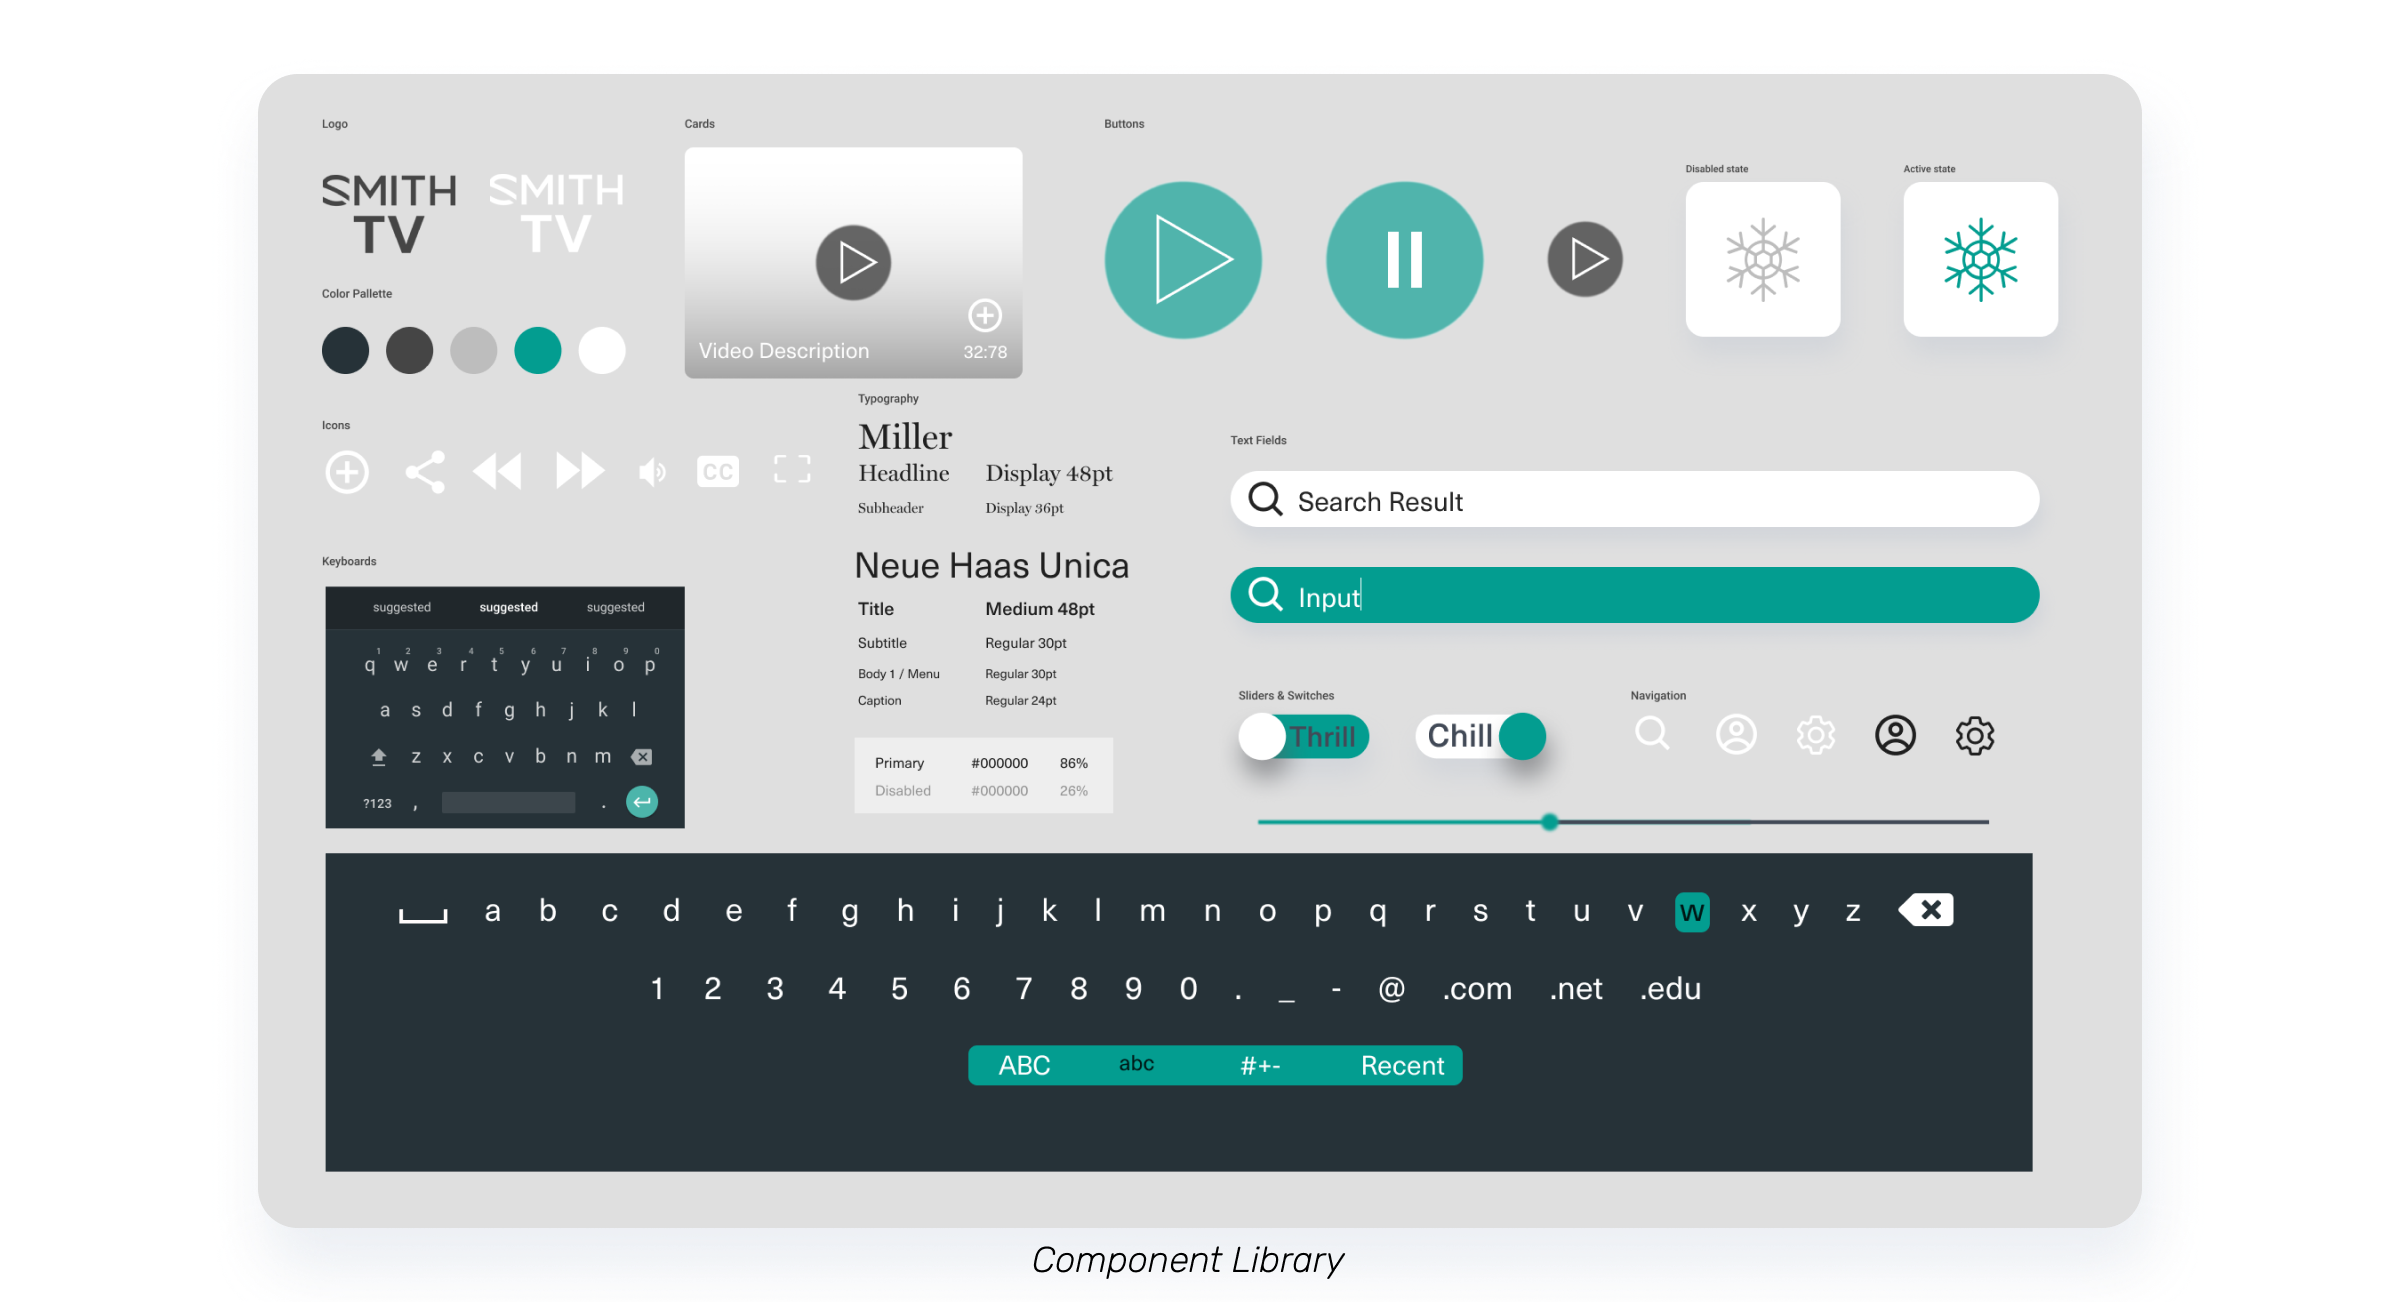 Logo
SMITH
TV
SMITH
TV
Color Pallette
Cards
Video Description
32:78
Buttons
Disabled state
Active state
Icons
CC
Typography
Miller
Headline Display 48pt
Subheader Display 36pt
Neue Haas Unica
Title Medium 48pt
Subtitle Regular 30pt
Body 1 / Menu Regular 30pt
Caption Regular 24pt
Primary #000000 86%
Disabled #000000 26%
Text Fields
Search Result
Input
Sliders & Switches
Thrill
Chill
Navigation
Keyboards
suggested suggested suggested
1 2 3 4 5 6 7 8 9 0
q w e r t y u i o p
a s d f g h j k l
z x c v b n m
?123 , .
a b c d e f g h i j k l m n o p q r s t u v w x y z
1 2 3 4 5 6 7 8 9 0 . _ - @ .com .net .edu
ABC abc #+- Recent
Component Library